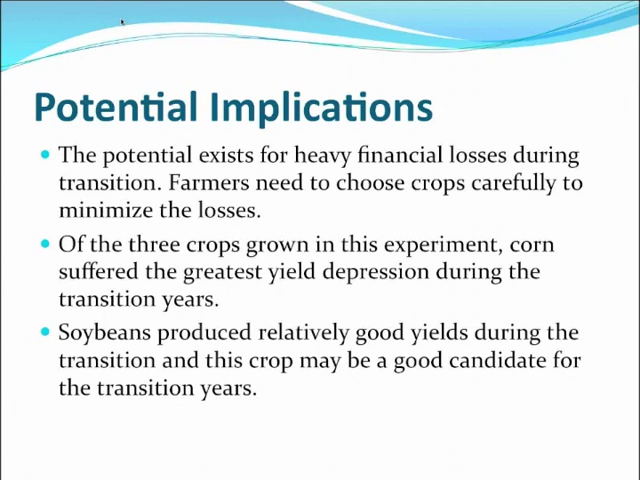 Potential Implications
The potential exists for heavy financial losses during
transition. Farmers need to choose crops carefully to
minimize the losses.
Of the three crops grown in this experiment, corn
suffered the greatest yield depression during the
transition years.
Soybeans produced relatively good yields during the
transition and this crop may be a good candidate for
the transition years.